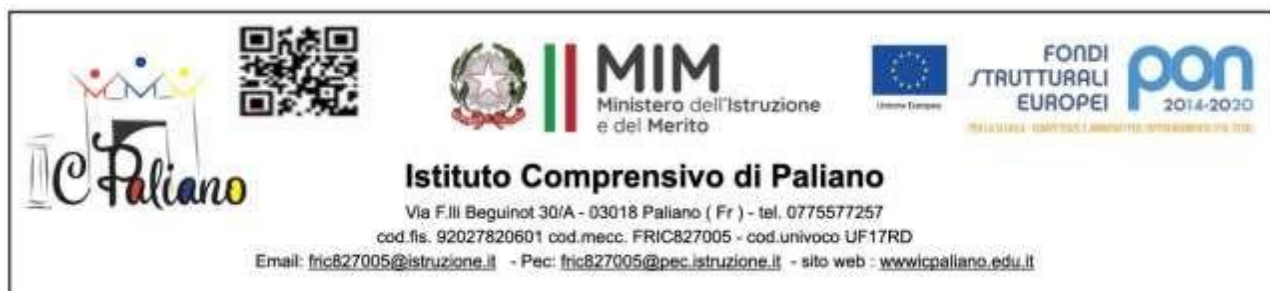 IC Paliano
MIM
Ministero dell'Istruzione
e del Merito
Unione Europea
FONDI
STRUTTURALI
EUROPEI
pon
2014-2020
Istituto Comprensivo di Paliano
Via F.lli Beguinot 30/A - 03018 Paliano ( Fr ) - tel. 0775577257
cod.fis. 92027820601 cod.mecc. FRIC827005 - cod.univoco UF17RD
Email: fric827005@istruzione.it - Pec: fric827005@pec.istruzione.it - sito web : wwwicpaliano.edu.it